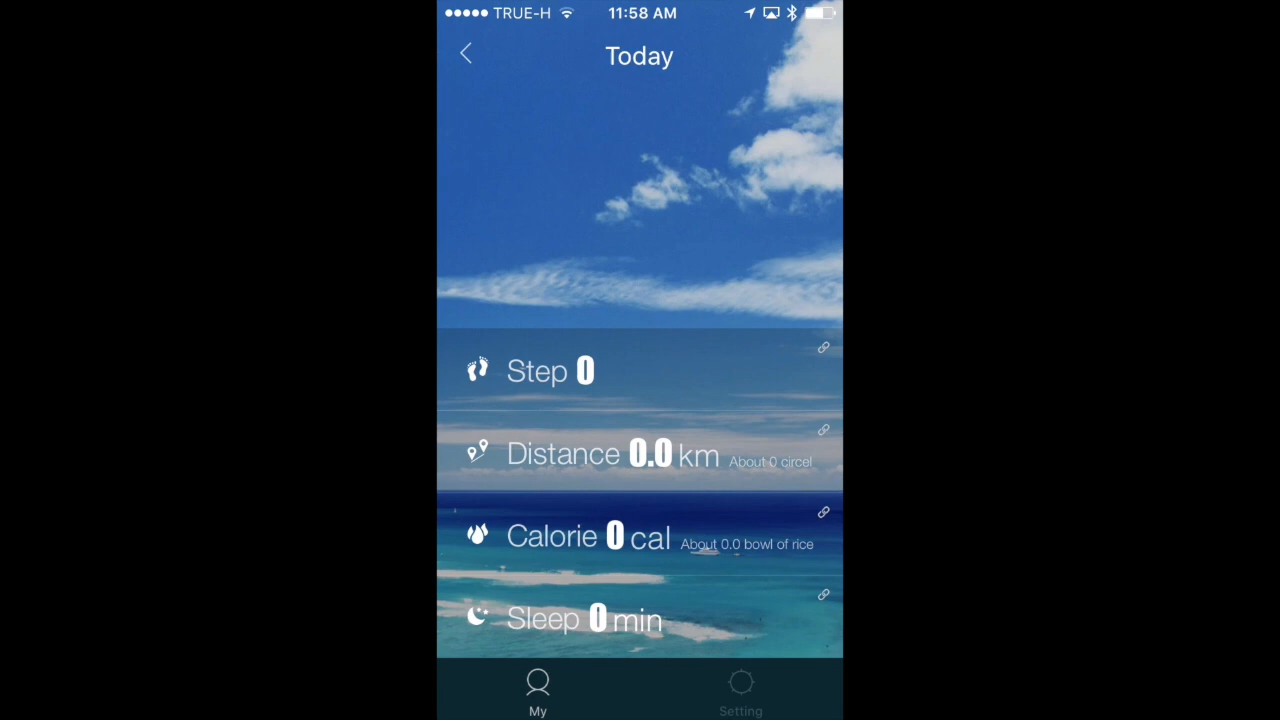 TRUE-H 11:58 AM
Today
Step 0
Distance 0.0 km About 0 circel
Calorie 0 cal About 0.0 bowl of rice
Sleep 0 min
My Setting